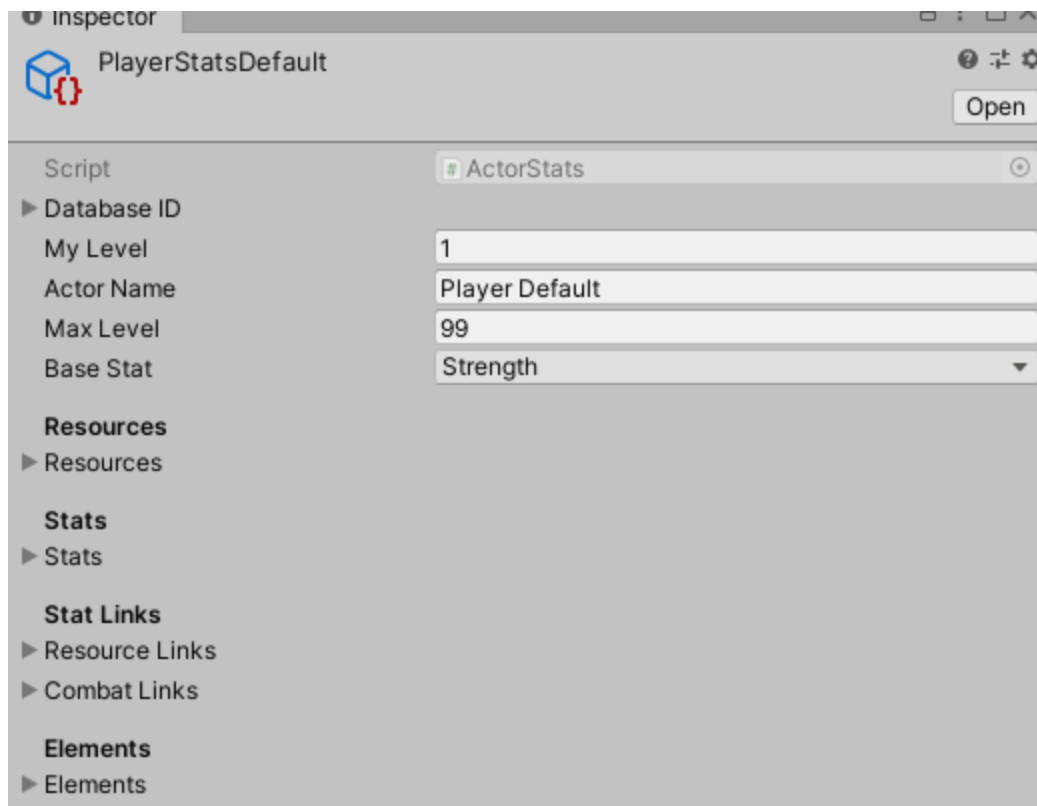 Inspector
PlayerStatsDefault
Open
Script # ActorStats
Database ID
My Level 1
Actor Name Player Default
Max Level 99
Base Stat Strength
Resources
Resources
Stats
Stats
Stat Links
Resource Links
Combat Links
Elements
Elements